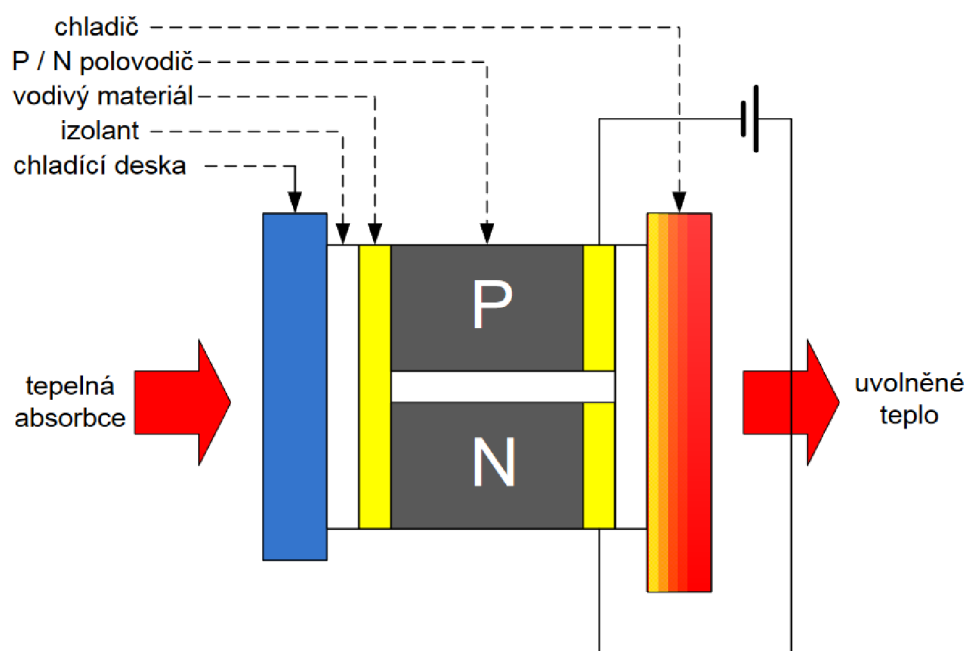 chladič
P / N polovodič
vodivý materiál
izolant
chladící deska
P
N
tepelná
absorbce
uvolněné
teplo